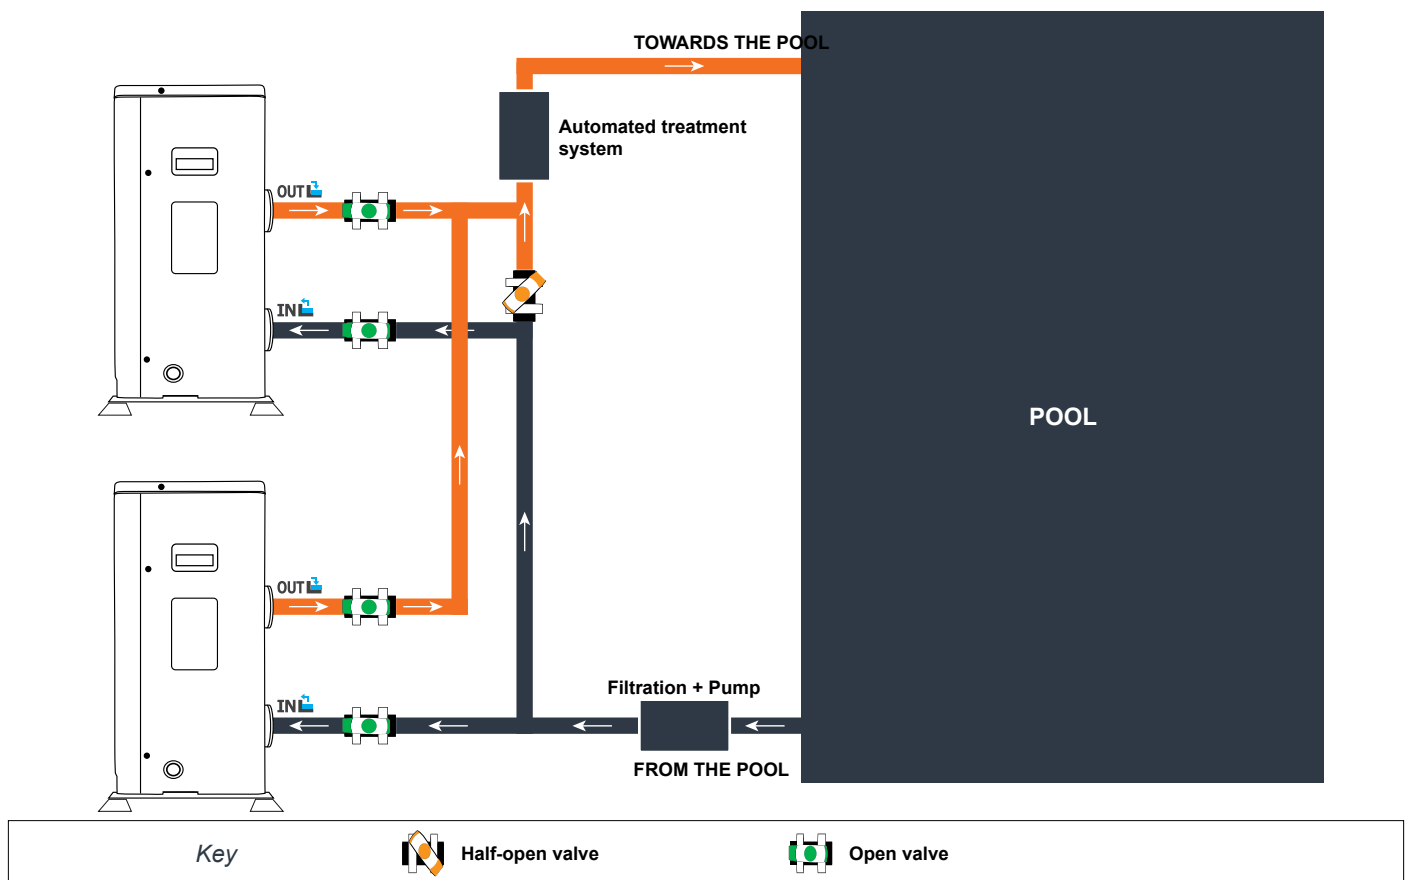 TOWARDS THE POOL
Automated treatment
system
OUT
IN
POOL
OUT
IN
Filtration + Pump
FROM THE POOL
Key
Half-open valve
Open valve